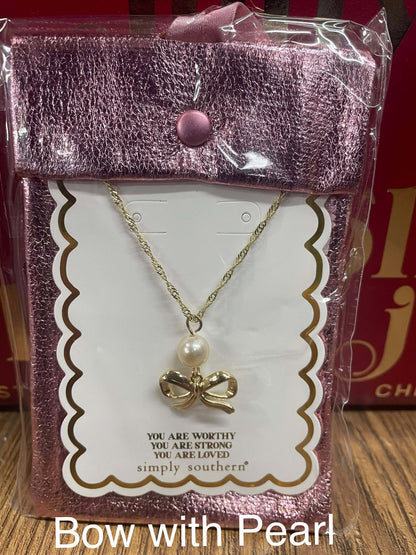 YOU ARE WORTHY
YOU ARE STRONG
YOU ARE LOVED
simply southern®
Bow with Pearl